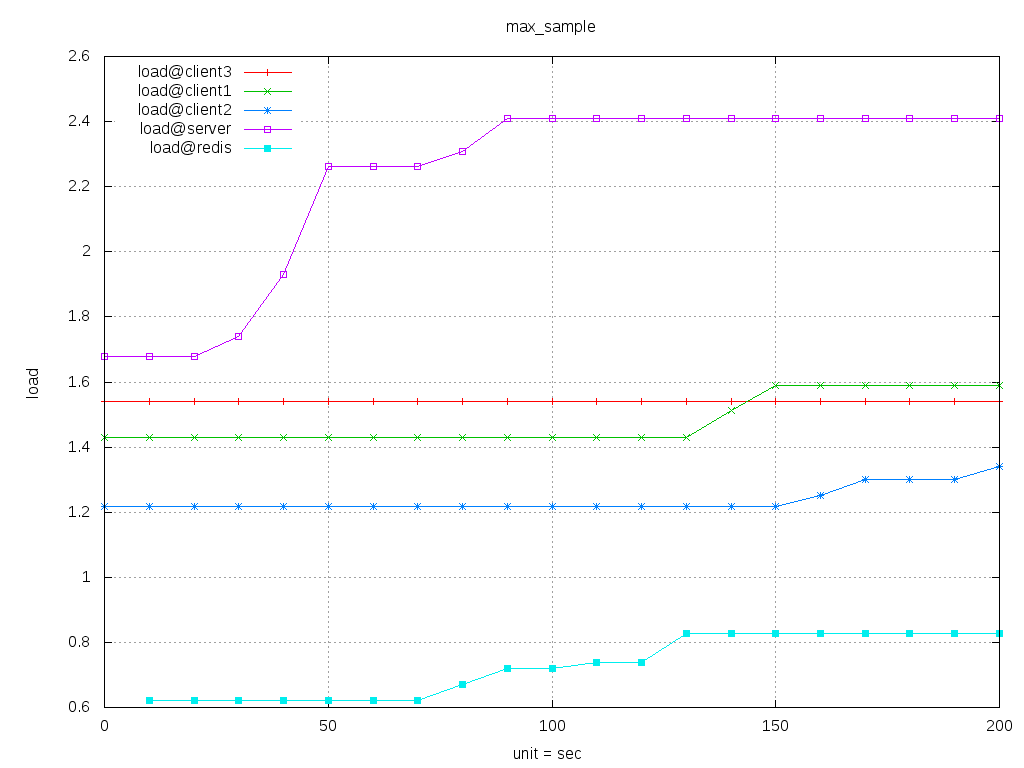 max_sample
2.6
2.4
2.2
2
1.8
1.6
1.4
1.2
1
0.8
0.6
load
load@client3
load@client1
load@client2
load@server
load@redis
0 50 100 150 200
unit = sec